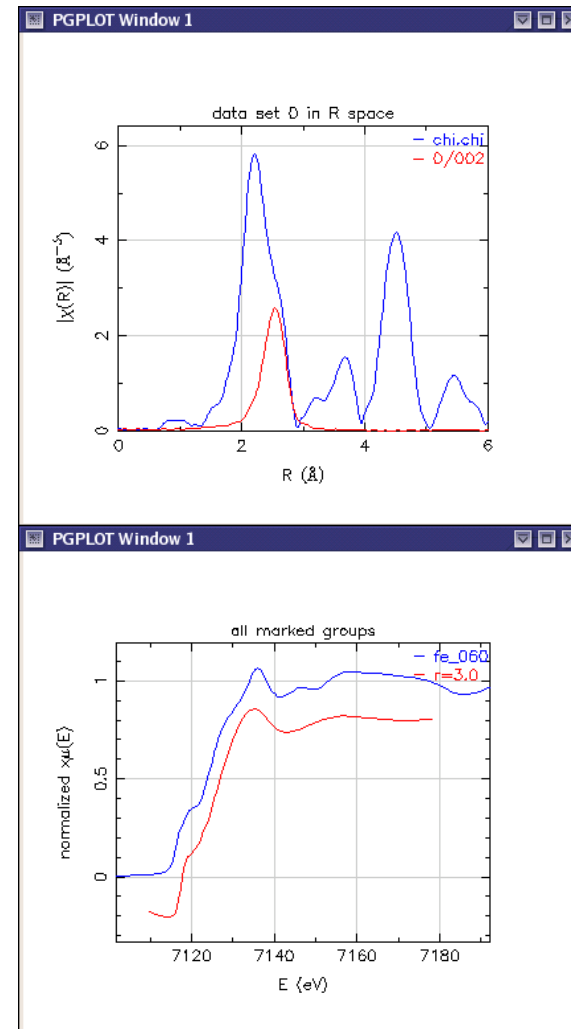 PGPLOT Window 1
data set 0 in R space
chi.chi
0/002
|χ(R)| (Å⁻³)
6
4
2
0
0 2 4 6
R (Å)
PGPLOT Window 1
all marked groups
fe_060
r=3.0
normalized xμ(E)
1
0.5
0
7120 7140 7160 7180
E (eV)